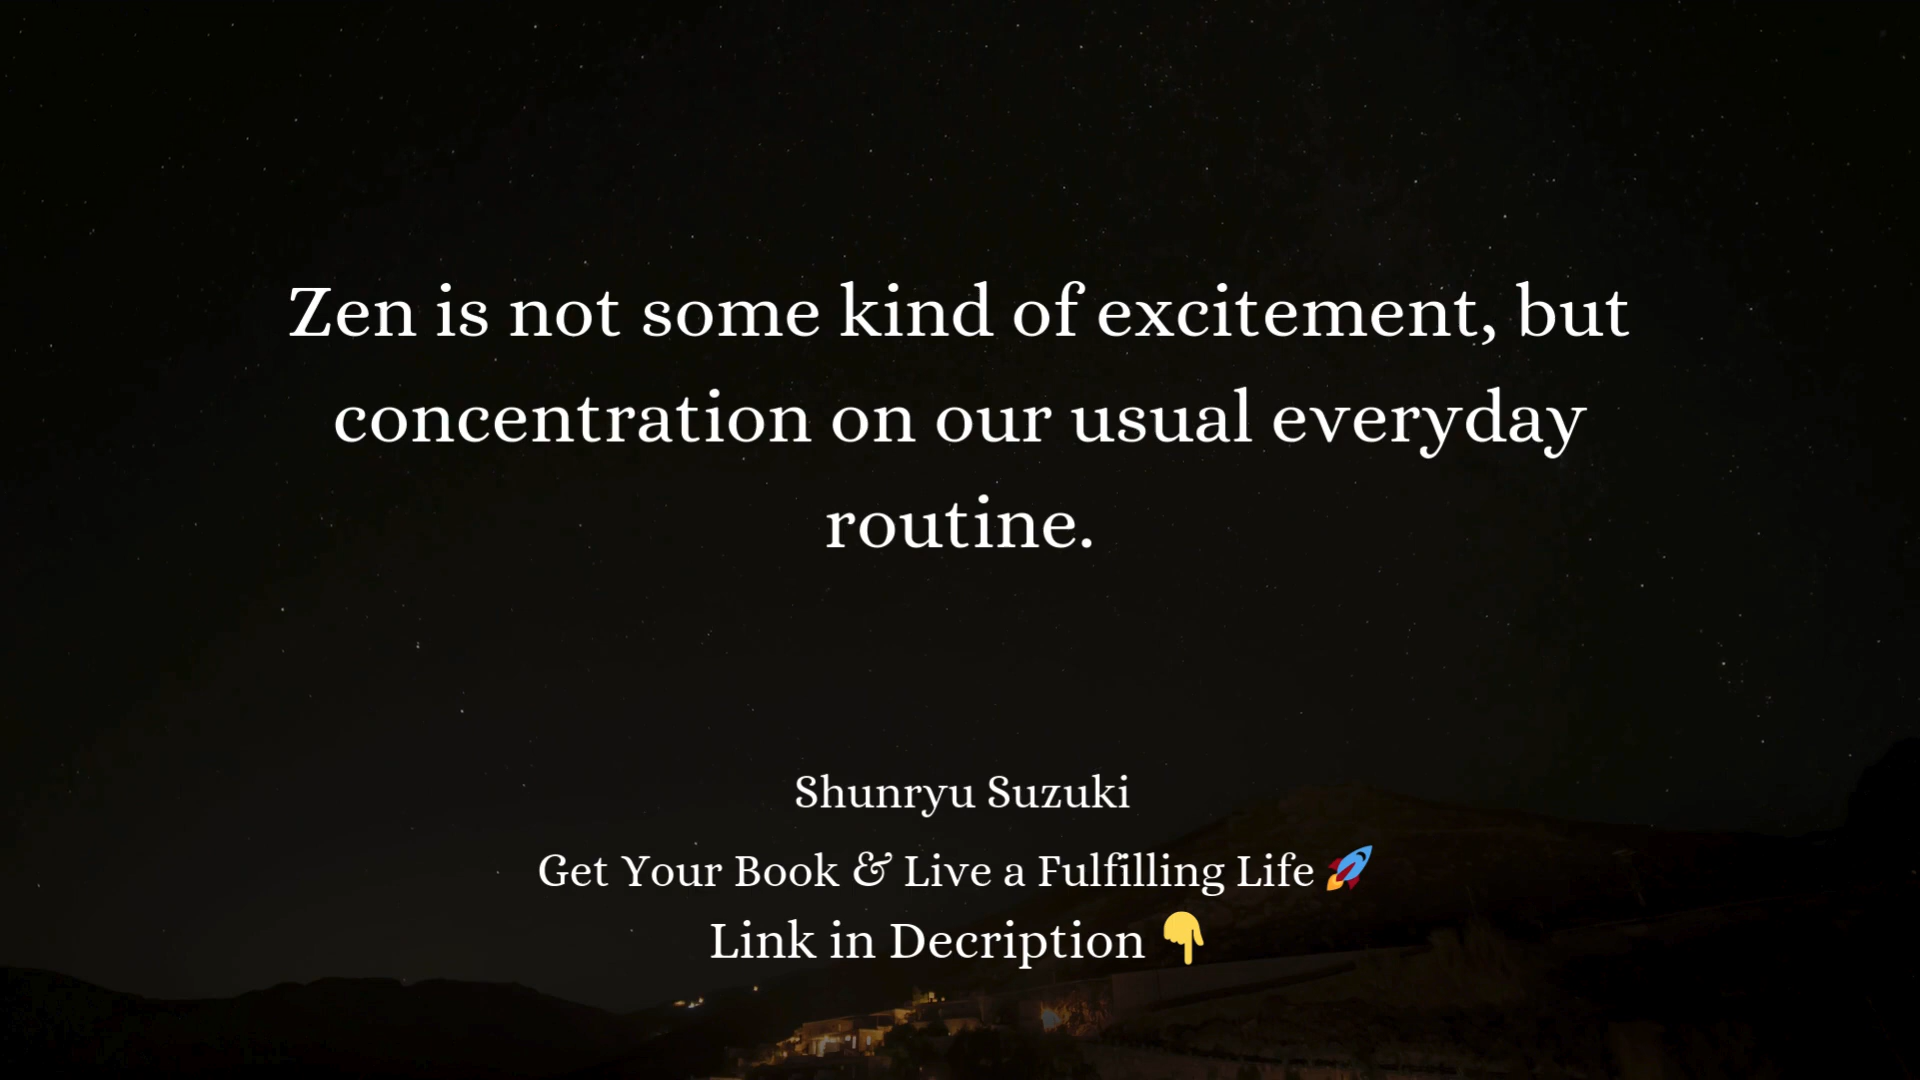 Zen is not some kind of excitement, but
concentration on our usual everyday
routine.
Shunryu Suzuki
Get Your Book & Live a Fulfilling Life 🚀
Link in Decription 👇